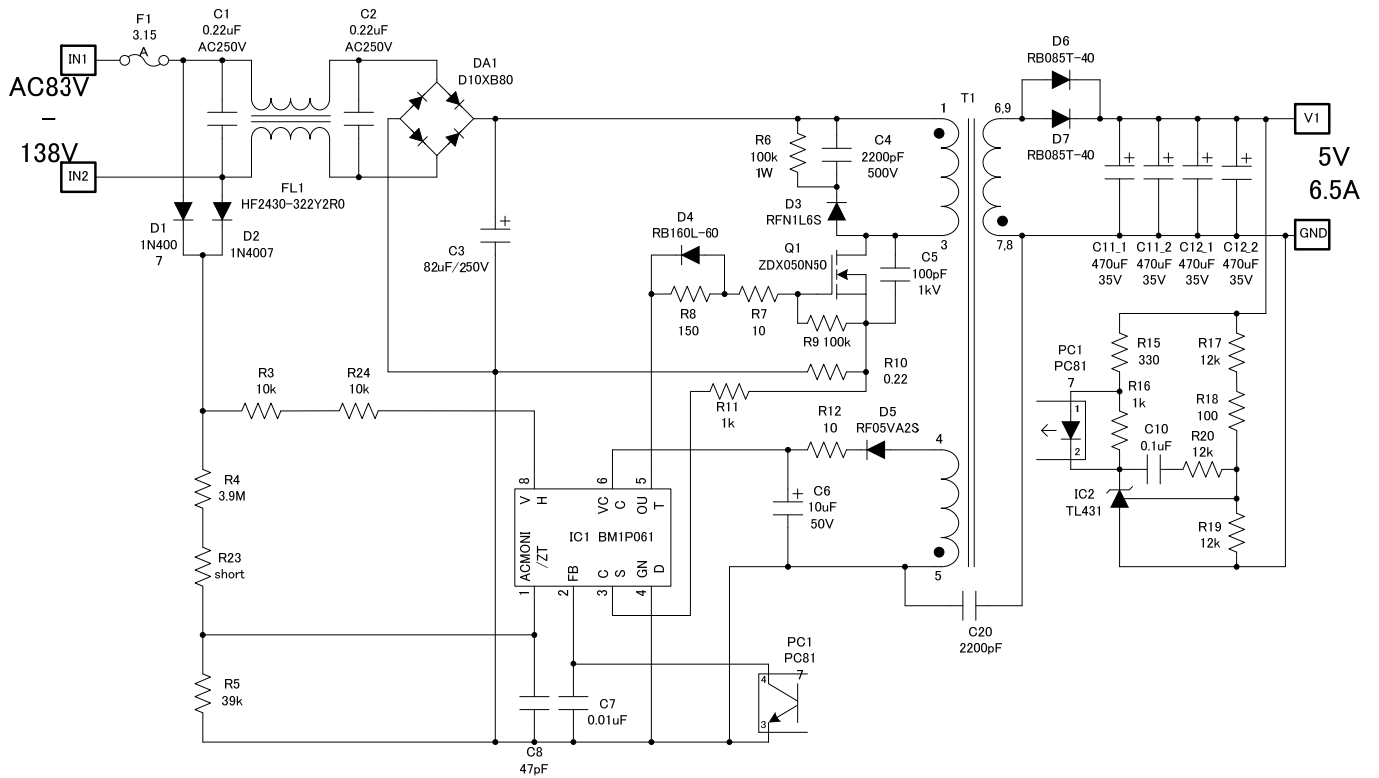 F1
3.15
A
C1
0.22uF
AC250V
C2
0.22uF
AC250V
IN1
AC83V
-
138V
IN2
FL1
HF2430-322Y2R0
DA1
D10XB80
D1
1N400
7
D2
1N4007
C3
82uF/250V
R6
100k
1W
C4
2200pF
500V
D3
RFN1L6S
D4
RB160L-60
Q1
ZDX050N50
C5
100pF
1kV
R8
150
R7
10
R9 100k
R10
0.22
R11
1k
T1
1
3
6,9
7,8
D6
RB085T-40
D7
RB085T-40
V1
5V
6.5A
GND
C11_1
470uF
35V
C11_2
470uF
35V
C12_1
470uF
35V
C12_2
470uF
35V
R3
10k
R24
10k
R4
3.9M
R23
short
R5
39k
R12
10
D5
RF05VA2S
4
5
C6
10uF
50V
8
V
H
6
VC
C
5
OU
T
IC1 BM1P061
ACMONI
/ZT
FB
C
S
GN
D
1
2
3
4
C8
47pF
C7
0.01uF
PC1
PC81
7
4
3
C20
2200pF
PC1
PC81
7
1
2
R15
330
R16
1k
C10
0.1uF
R20
12k
R17
12k
R18
100
R19
12k
IC2
TL431